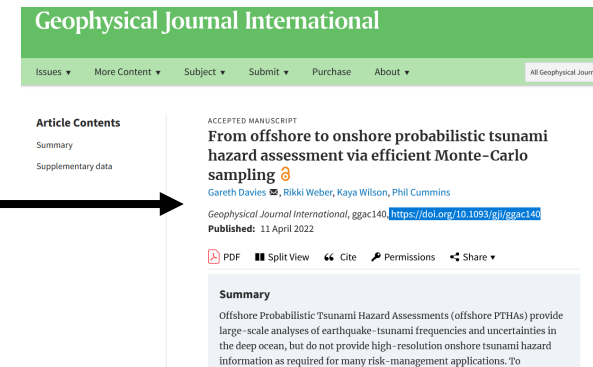 Geophysical Journal International
Issues ▼ More Content ▼ Subject ▼ Submit ▼ Purchase About ▼ All Geophysical Journ
Article Contents
Summary
Supplementary data
ACCEPTED MANUSCRIPT
From offshore to onshore probabilistic tsunami
hazard assessment via efficient Monte-Carlo
sampling
Gareth Davies ✉, Rikki Weber, Kaya Wilson, Phil Cummins
Geophysical Journal International, ggac140, https://doi.org/10.1093/gji/ggac140
Published: 11 April 2022
PDF Split View Cite Permissions Share ▼
Summary
Offshore Probabilistic Tsunami Hazard Assessments (offshore PTHAs) provide
large-scale analyses of earthquake-tsunami frequencies and uncertainties in
the deep ocean, but do not provide high-resolution onshore tsunami hazard
information as required for many risk-management applications. To